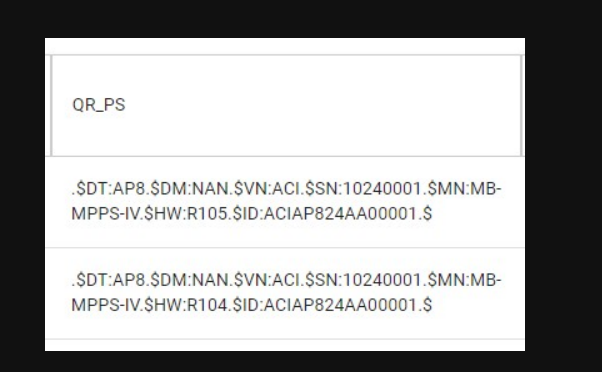 QR_PS
.$DT:AP8.$DM:NAN.$VN:ACI.$SN:10240001.$MN:MB-
MPPS-IV.$HW:R105.$ID:ACIAP824AA00001.$
.$DT:AP8.$DM:NAN.$VN:ACI.$SN:10240001.$MN:MB-
MPPS-IV.$HW:R104.$ID:ACIAP824AA00001.$